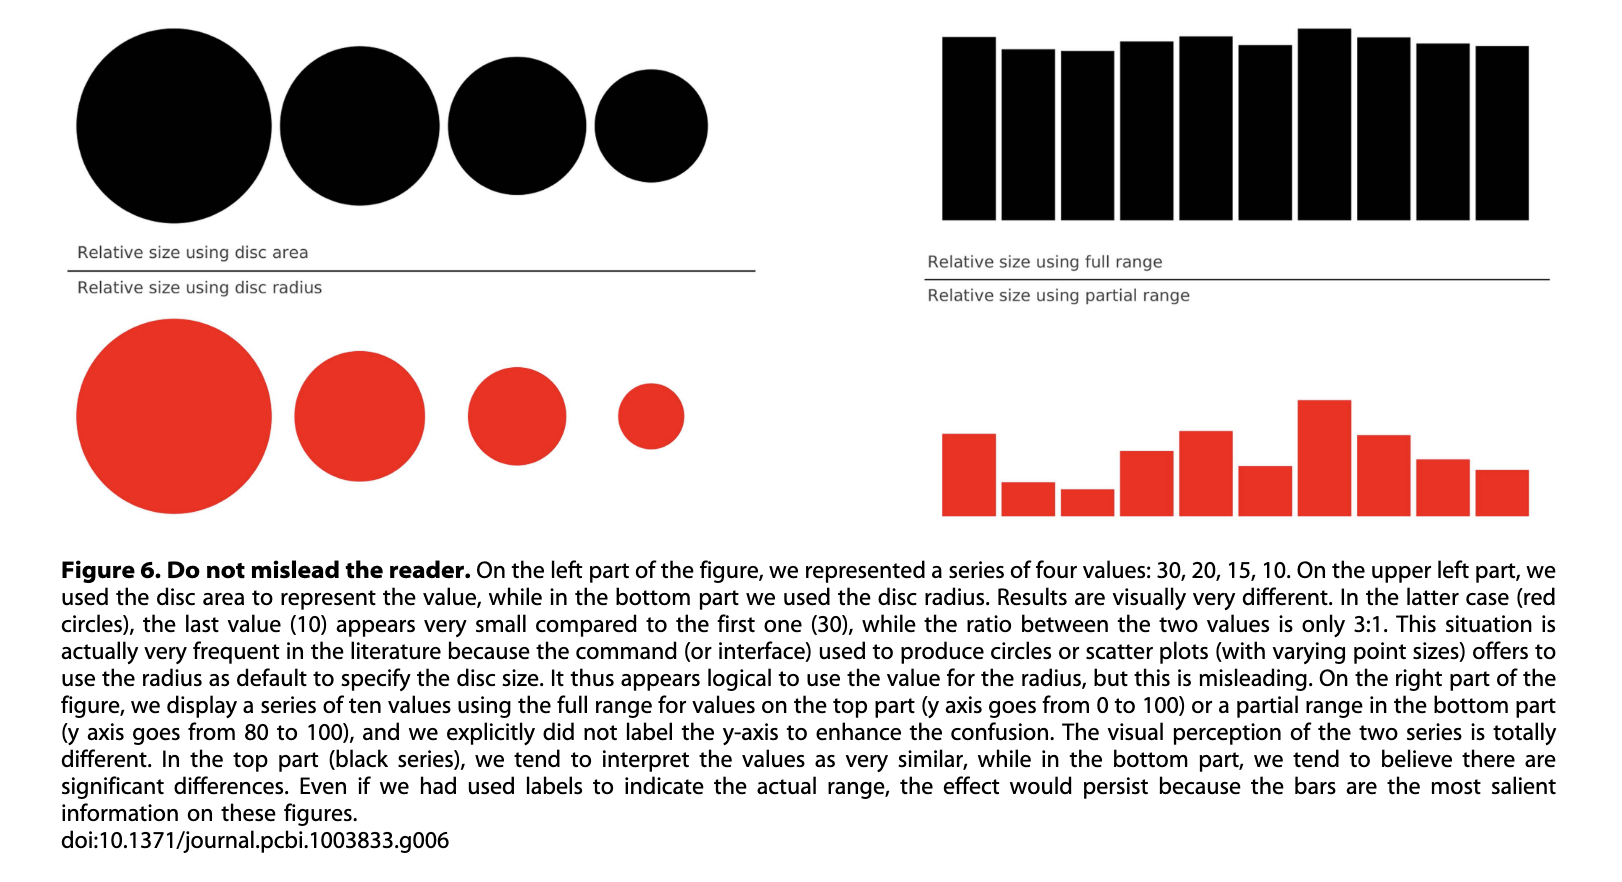 Relative size using disc area
Relative size using disc radius
Relative size using full range
Relative size using partial range
Figure 6. Do not mislead the reader. On the left part of the figure, we represented a series of four values: 30, 20, 15, 10. On the upper left part, we
used the disc area to represent the value, while in the bottom part we used the disc radius. Results are visually very different. In the latter case (red
circles), the last value (10) appears very small compared to the first one (30), while the ratio between the two values is only 3:1. This situation is
actually very frequent in the literature because the command (or interface) used to produce circles or scatter plots (with varying point sizes) offers to
use the radius as default to specify the disc size. It thus appears logical to use the value for the radius, but this is misleading. On the right part of the
figure, we display a series of ten values using the full range for values on the top part (y axis goes from 0 to 100) or a partial range in the bottom part
(y axis goes from 80 to 100), and we explicitly did not label the y-axis to enhance the confusion. The visual perception of the two series is totally
different. In the top part (black series), we tend to interpret the values as very similar, while in the bottom part, we tend to believe there are
significant differences. Even if we had used labels to indicate the actual range, the effect would persist because the bars are the most salient
information on these figures.
doi:10.1371/journal.pcbi.1003833.g006